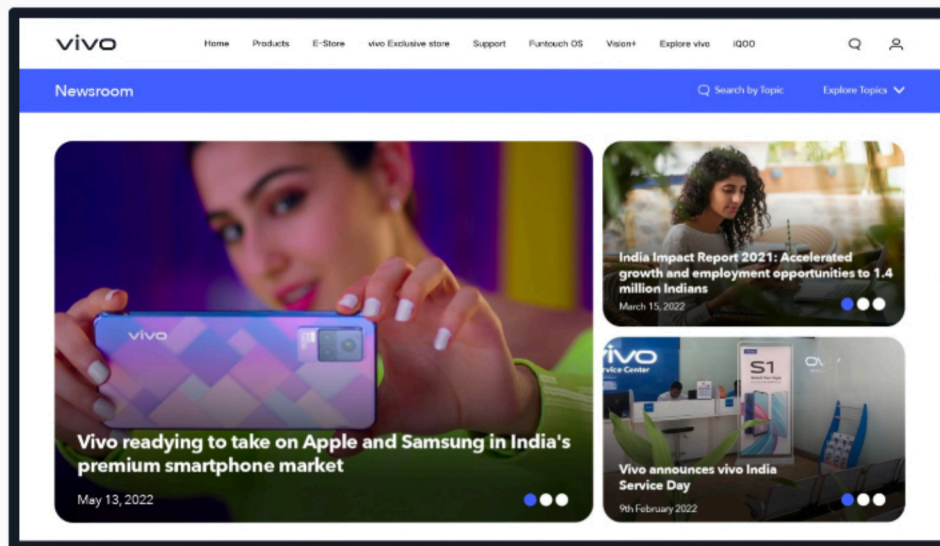 vivo
Home Products E-Store vivo Exclusive store Support Funtouch OS Vision+ Explore vivo iQOO
Newsroom
Search by Topic Explore Topics
vivo
Vivo readying to take on Apple and Samsung in India's
premium smartphone market
May 13, 2022
India Impact Report 2021: Accelerated
growth and employment opportunities to 1.4
million Indians
March 15, 2022
vivo
Service Center
S1
Vivo announces vivo India
Service Day
9th February 2022